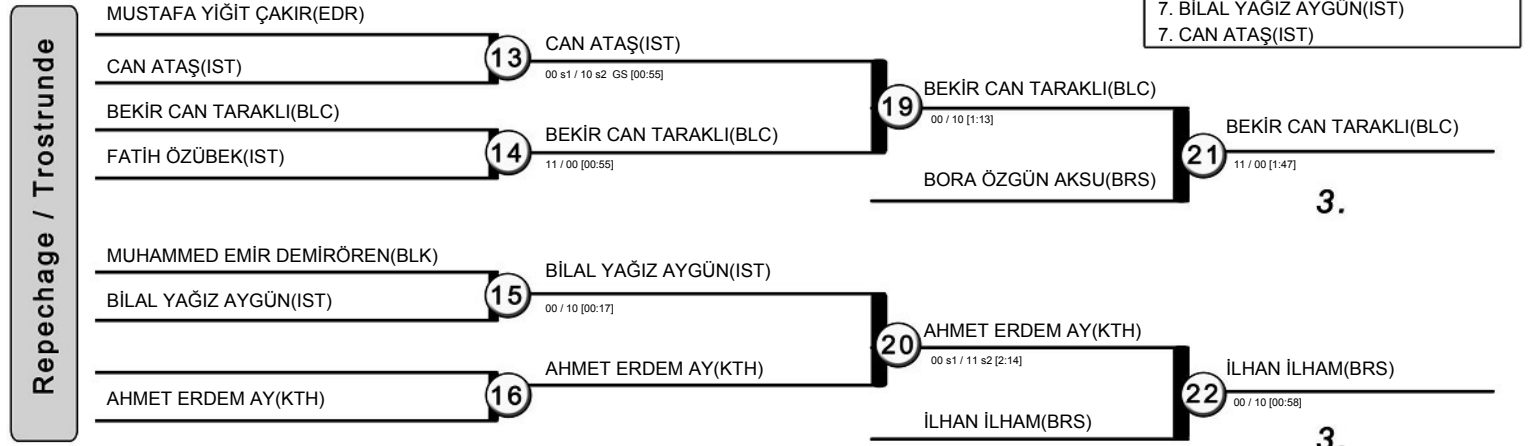 7. BİLAL YAĞIZ AYGÜN(IST)
7. CAN ATAŞ(IST)
Repechage / Trostrunde
MUSTAFA YİĞİT ÇAKIR(EDR)
CAN ATAŞ(IST)
13
CAN ATAŞ(IST)
00 s1 / 10 s2 GS [00:55]
BEKİR CAN TARAKLI(BLC)
FATİH ÖZÜBEK(IST)
14
BEKİR CAN TARAKLI(BLC)
11 / 00 [00:55]
19
BEKİR CAN TARAKLI(BLC)
00 / 10 [1:13]
BORA ÖZGÜN AKSU(BRS)
21
BEKİR CAN TARAKLI(BLC)
11 / 00 [1:47]
3.
MUHAMMED EMİR DEMİRÖREN(BLK)
BİLAL YAĞIZ AYGÜN(IST)
15
BİLAL YAĞIZ AYGÜN(IST)
00 / 10 [00:17]
AHMET ERDEM AY(KTH)
16
AHMET ERDEM AY(KTH)
20
AHMET ERDEM AY(KTH)
00 s1 / 11 s2 [2:14]
İLHAN İLHAM(BRS)
22
İLHAN İLHAM(BRS)
00 / 10 [00:58]
3.